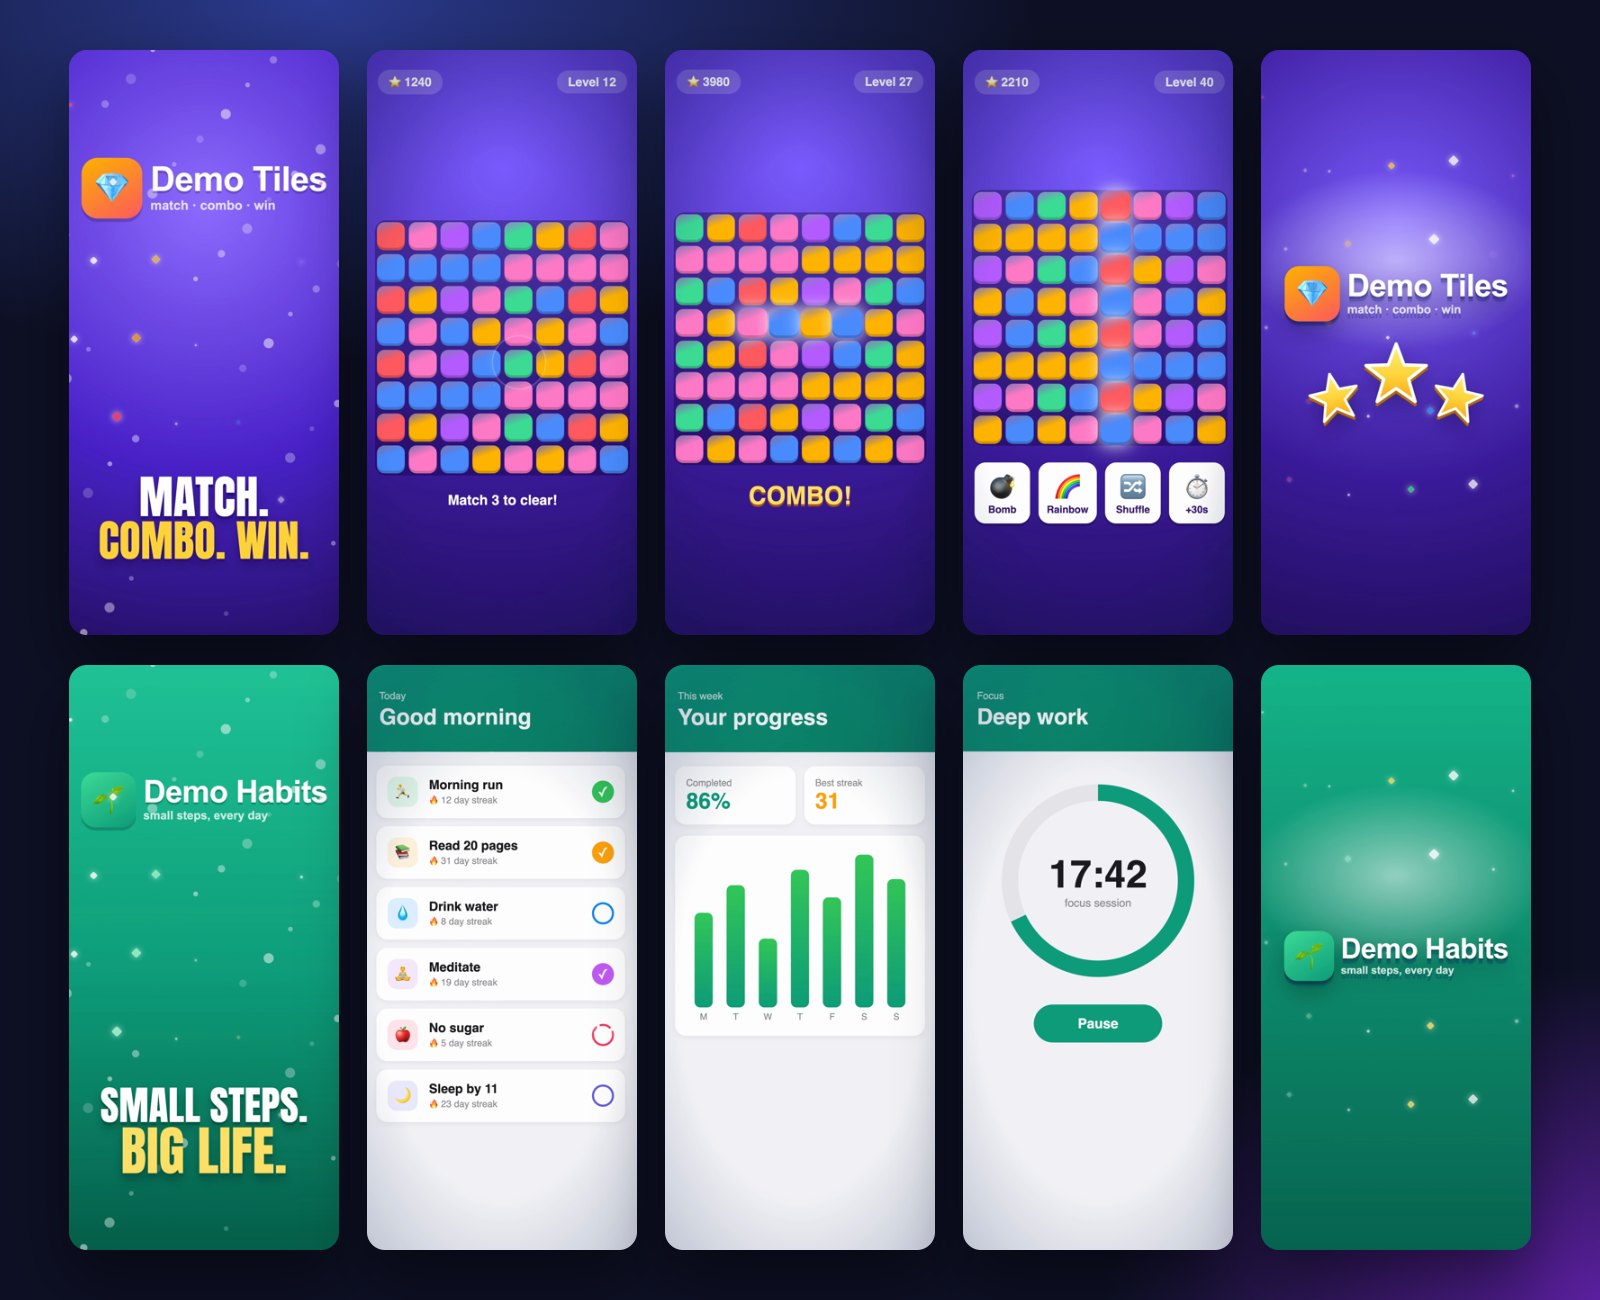 Demo Tiles
match · combo · win
MATCH.
COMBO. WIN.
1240
Level 12
Match 3 to clear!
3980
Level 27
COMBO!
2210
Level 40
Bomb
Rainbow
Shuffle
+30s
Demo Tiles
match · combo · win
Demo Habits
small steps, every day
SMALL STEPS.
BIG LIFE.
Today
Good morning
Morning run
12 day streak
Read 20 pages
31 day streak
Drink water
8 day streak
Meditate
19 day streak
No sugar
5 day streak
Sleep by 11
23 day streak
This week
Your progress
Completed
86%
Best streak
31
M T W T F S S
Focus
Deep work
17:42
focus session
Pause
Demo Habits
small steps, every day